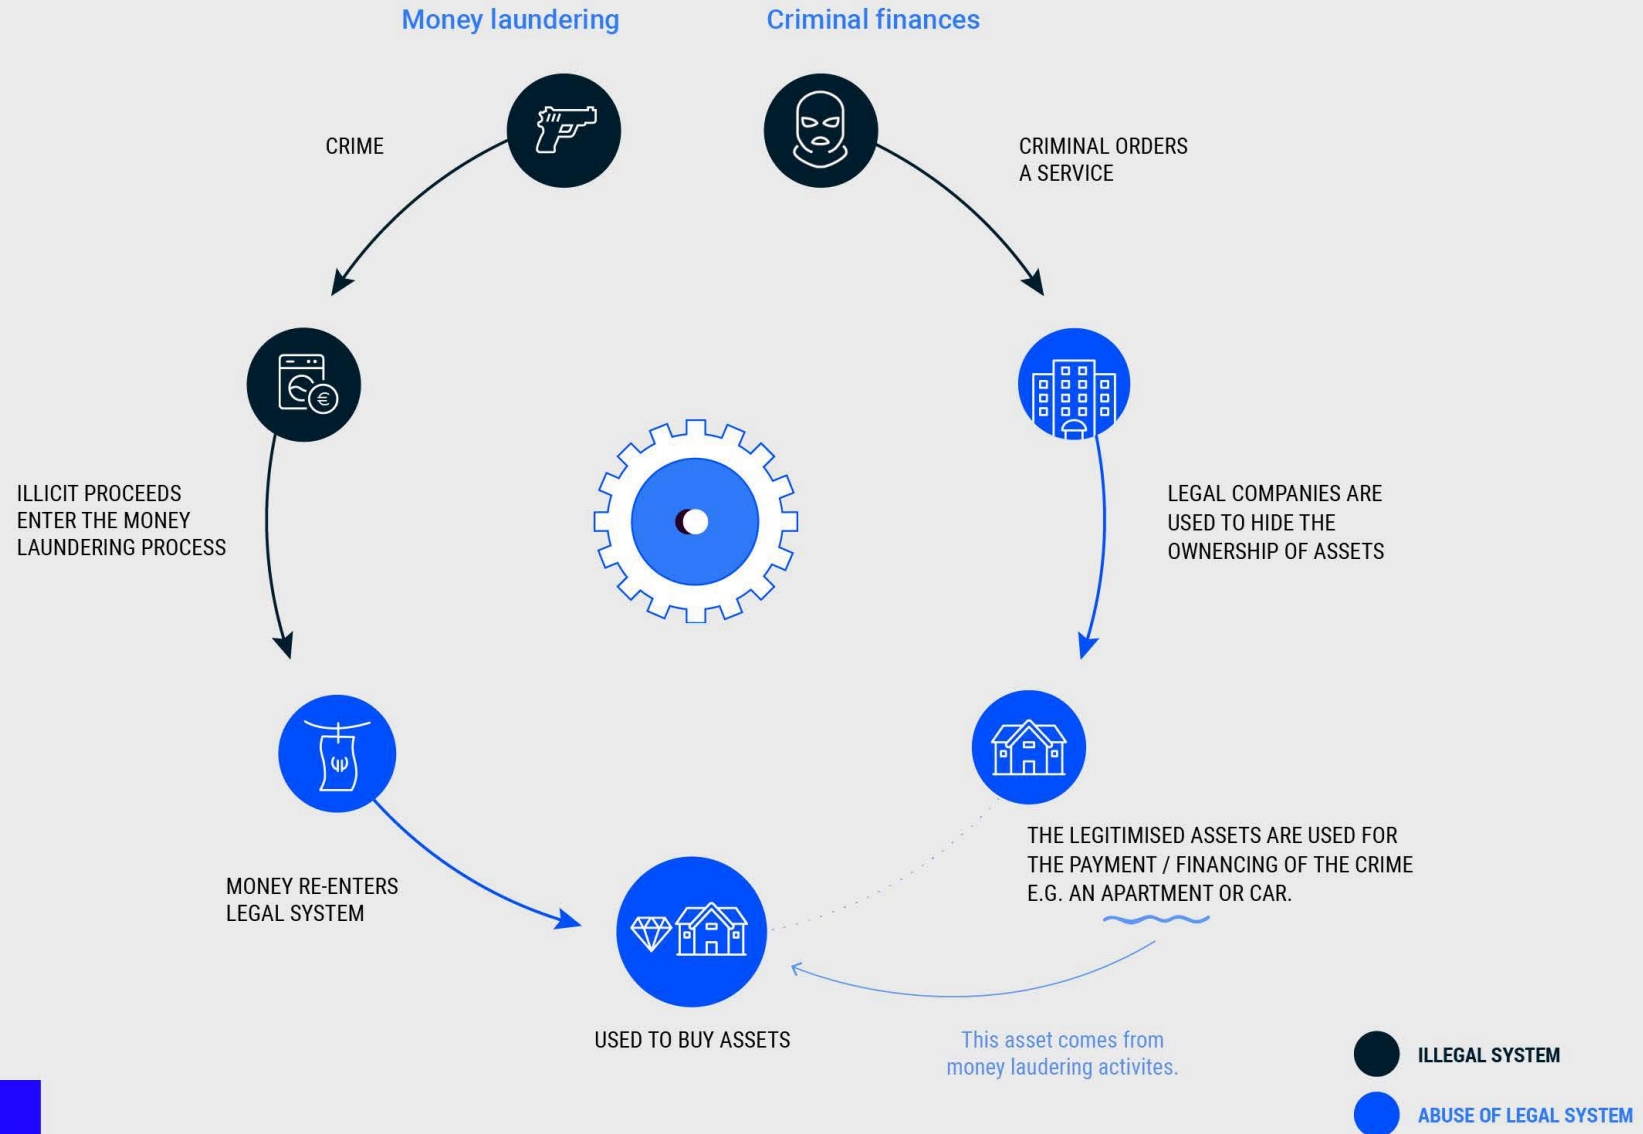 Money laundering
Criminal finances
CRIME
CRIMINAL ORDERS
A SERVICE
ILLICIT PROCEEDS
ENTER THE MONEY
LAUNDERING PROCESS
LEGAL COMPANIES ARE
USED TO HIDE THE
OWNERSHIP OF ASSETS
MONEY RE-ENTERS
LEGAL SYSTEM
THE LEGITIMISED ASSETS ARE USED FOR
THE PAYMENT / FINANCING OF THE CRIME
E.G. AN APARTMENT OR CAR.
USED TO BUY ASSETS
This asset comes from
money laudering activites.
ILLEGAL SYSTEM
ABUSE OF LEGAL SYSTEM